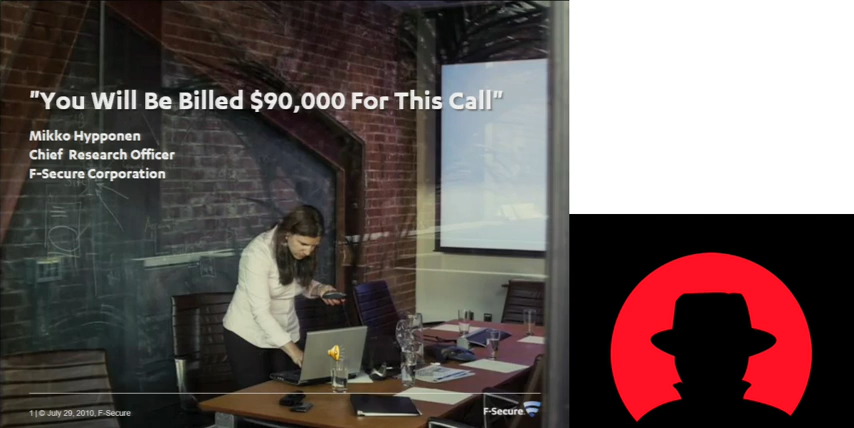 "You Will Be Billed $90,000 For This Call"
Mikko Hypponen
Chief Research Officer
F-Secure Corporation
1 | © July 29, 2010, F-Secure
F-Secure